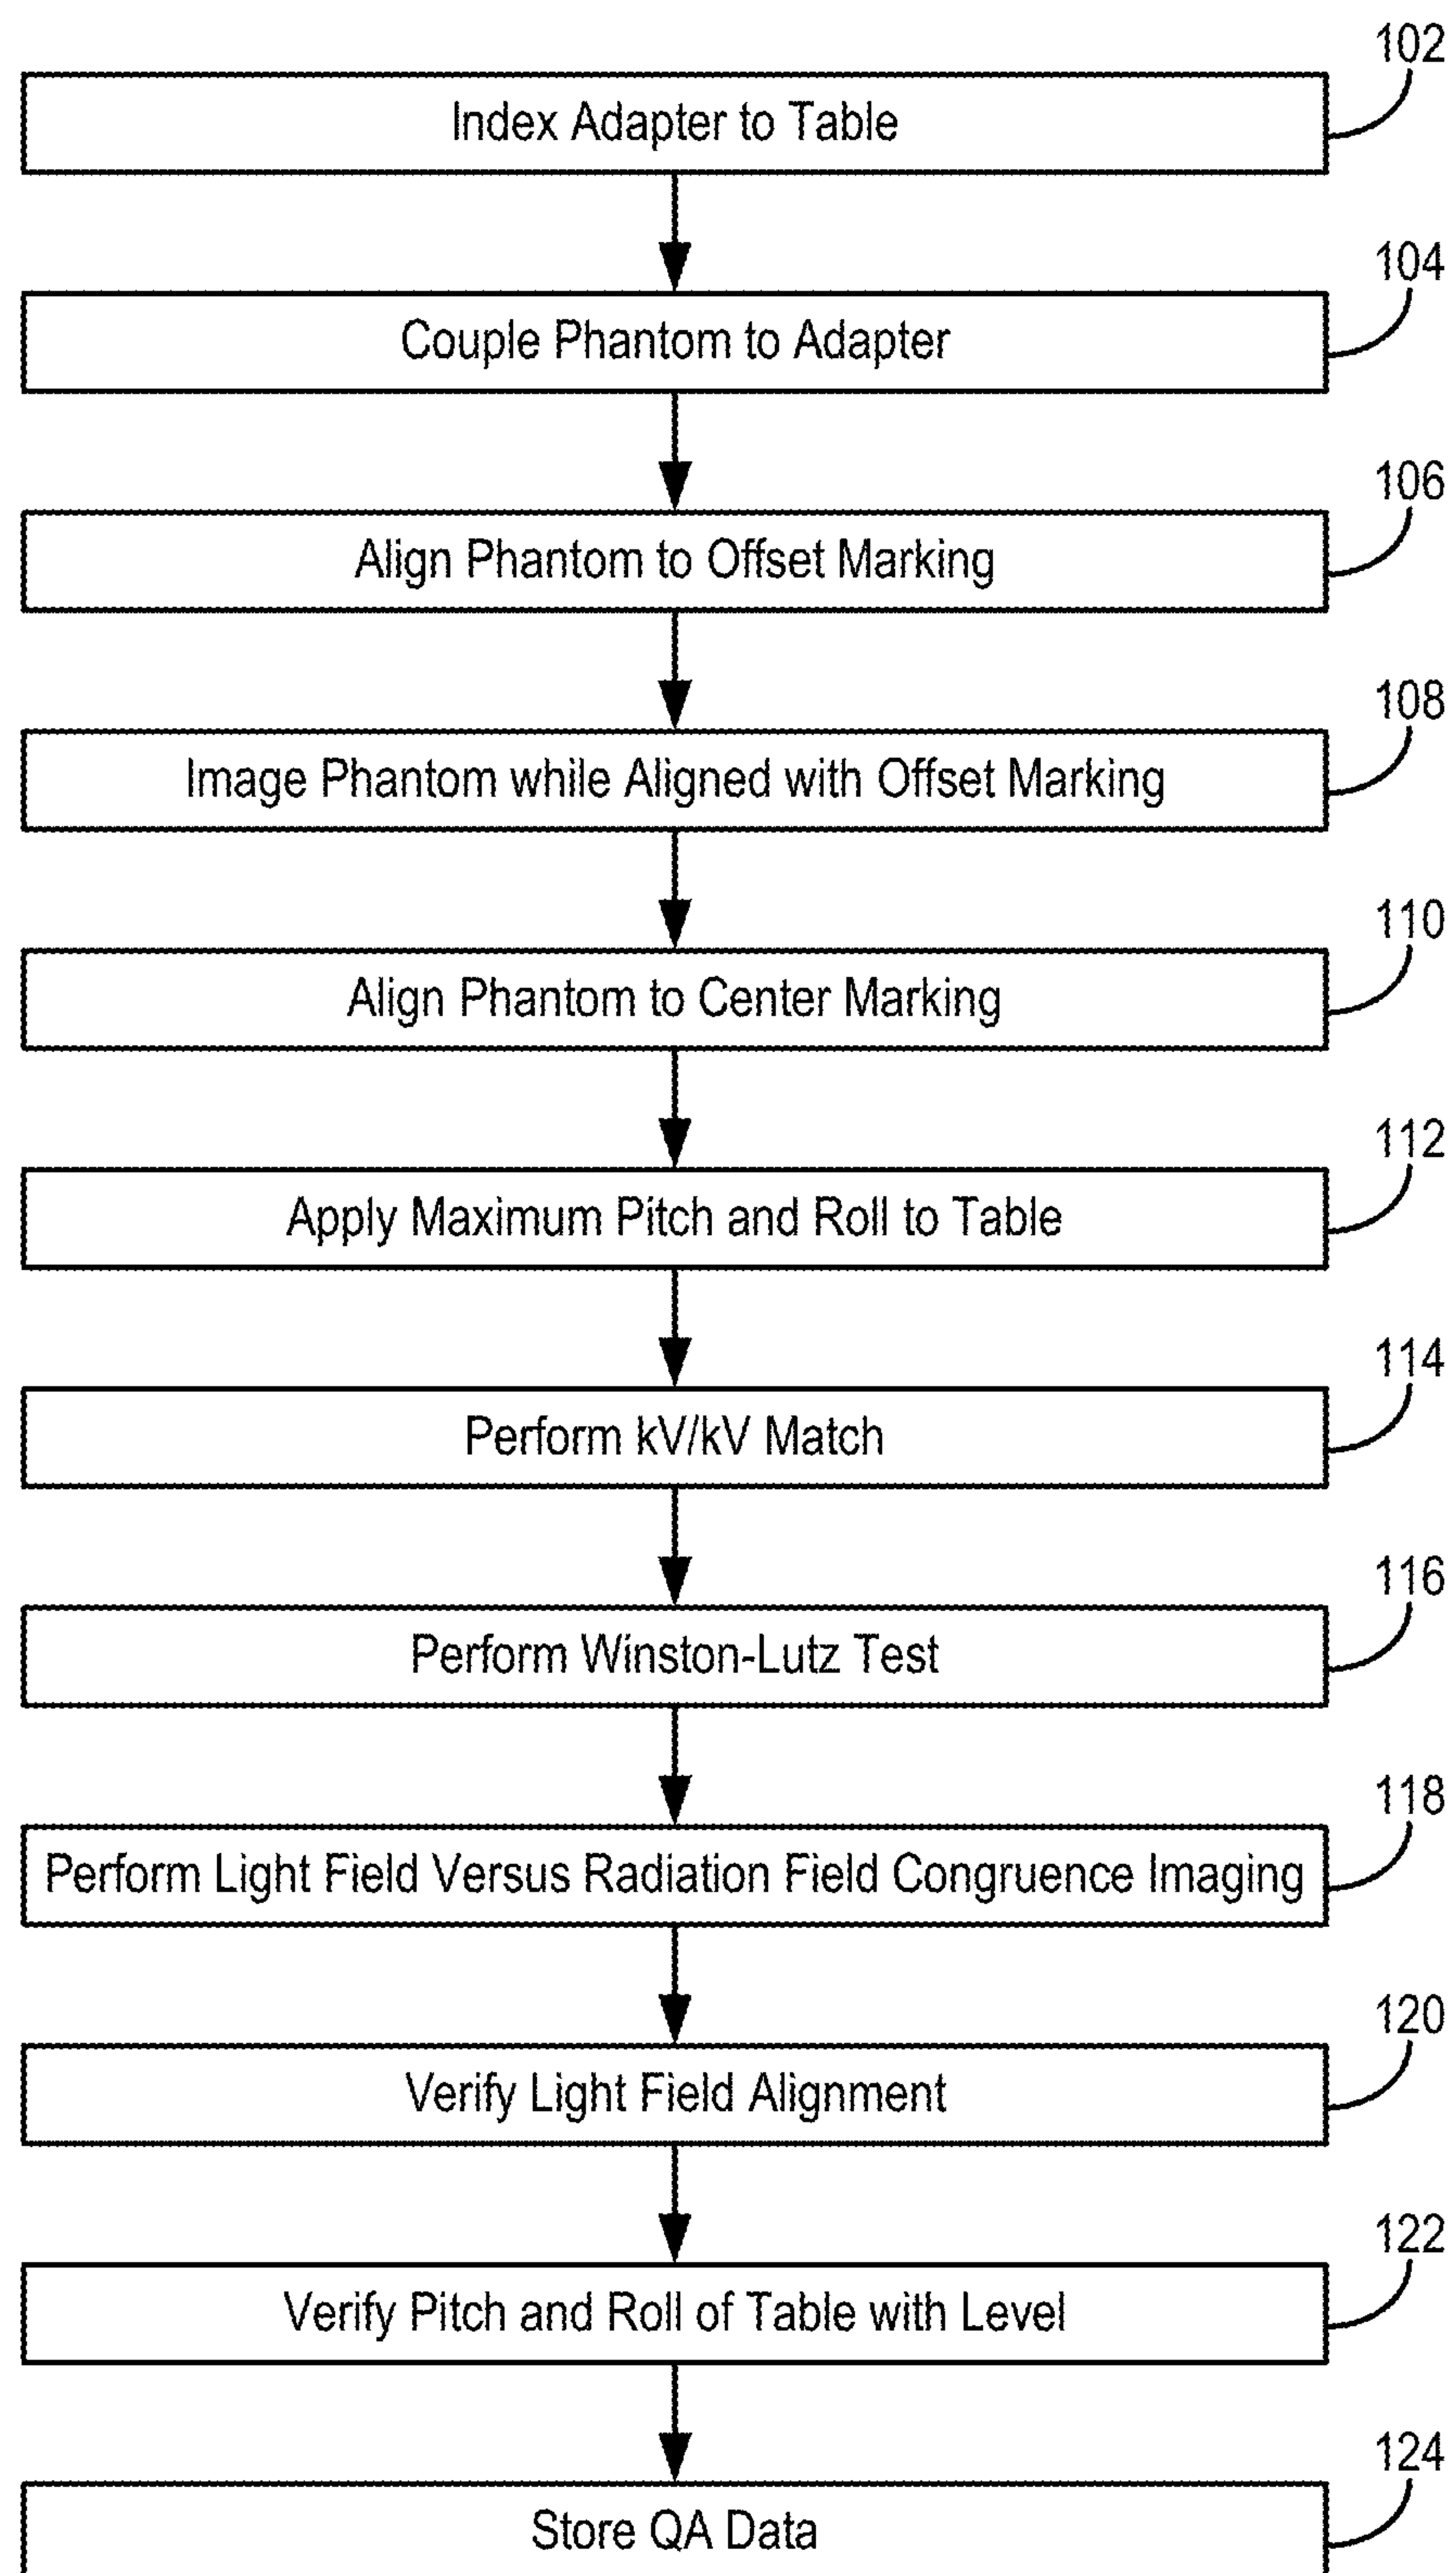 102
Index Adapter to Table
104
Couple Phantom to Adapter
106
Align Phantom to Offset Marking
108
Image Phantom while Aligned with Offset Marking
110
Align Phantom to Center Marking
112
Apply Maximum Pitch and Roll to Table
114
Perform kV/kV Match
116
Perform Winston-Lutz Test
118
Perform Light Field Versus Radiation Field Congruence Imaging
120
Verify Light Field Alignment
122
Verify Pitch and Roll of Table with Level
124
Store QA Data